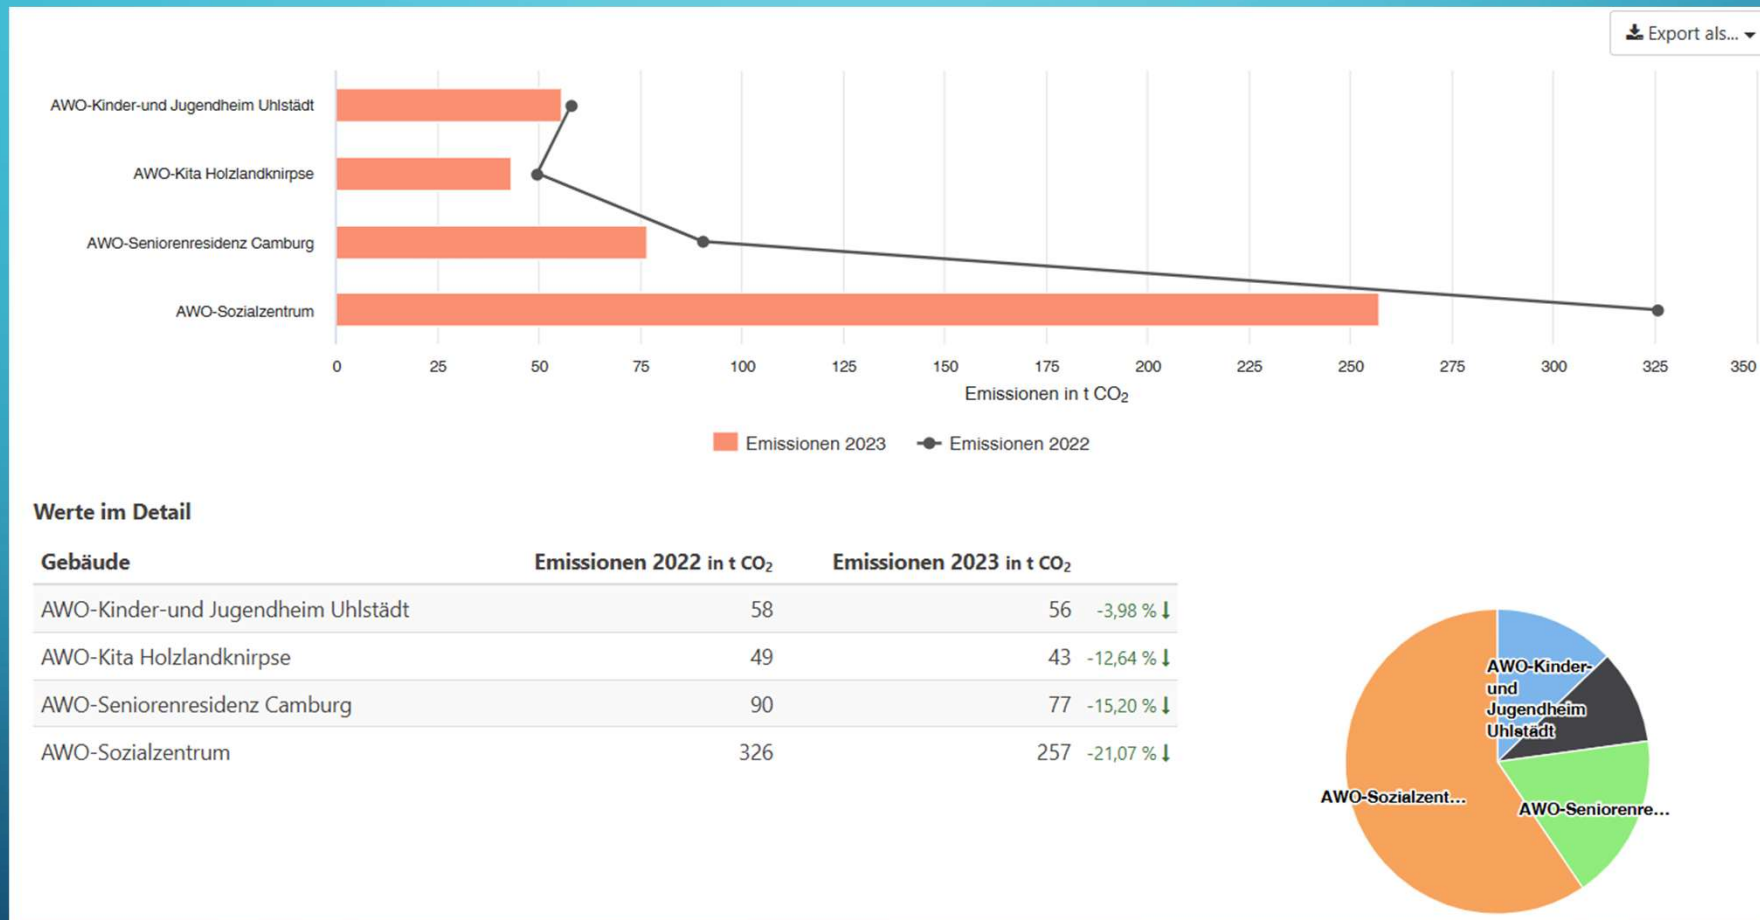 Export als...
AWO-Kinder-und Jugendheim Uhlstädt
AWO-Kita Holzlandknirpse
AWO-Seniorenresidenz Camburg
AWO-Sozialzentrum
0 25 50 75 100 125 150 175 200 225 250 275 300 325 350
Emissionen in t CO₂
Emissionen 2023 Emissionen 2022
Werte im Detail
Gebäude Emissionen 2022 in t CO₂ Emissionen 2023 in t CO₂
AWO-Kinder-und Jugendheim Uhlstädt 58 56 -3,98 % ⬇
AWO-Kita Holzlandknirpse 49 43 -12,64 % ⬇
AWO-Seniorenresidenz Camburg 90 77 -15,20 % ⬇
AWO-Sozialzentrum 326 257 -21,07 % ⬇
AWO-Kinder-
und
Jugendheim
Uhlstädt
AWO-Sozialzent...
AWO-Seniorenre...